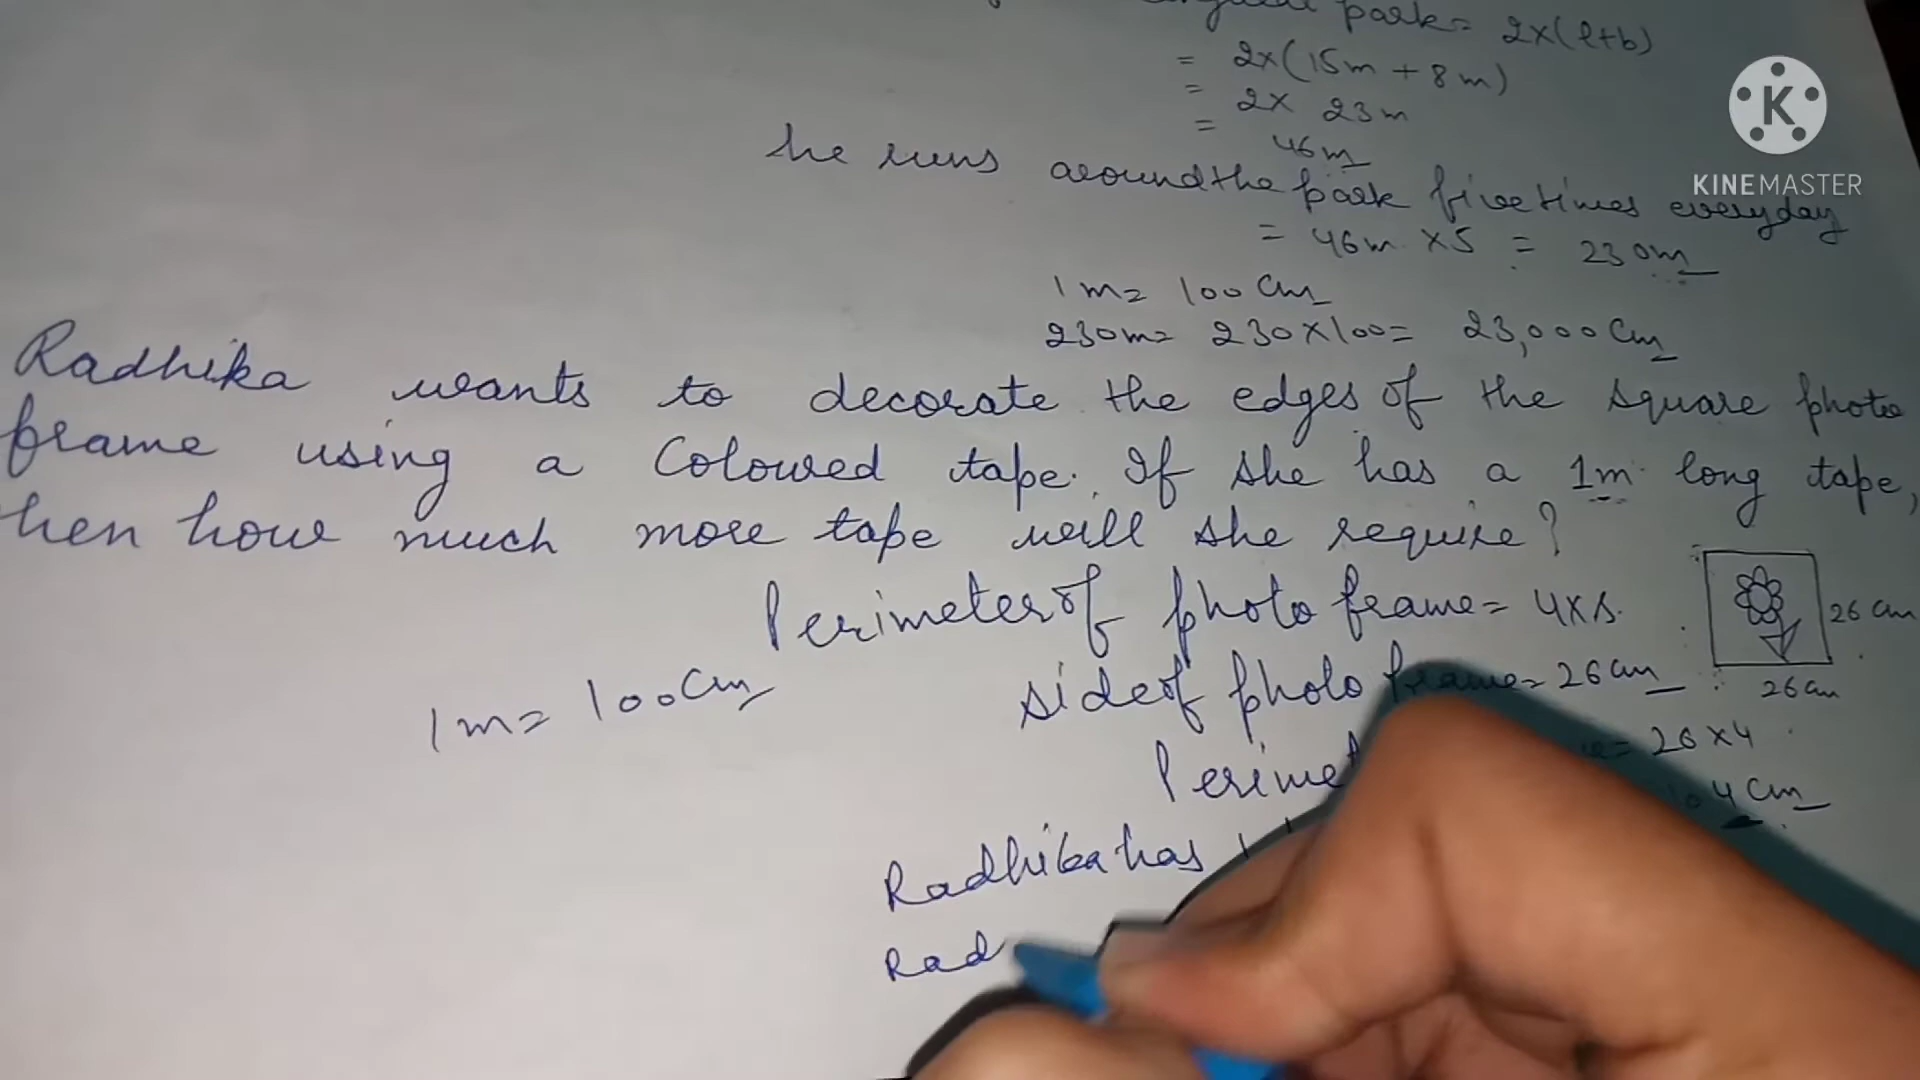 park= 2x(l+b)
= 2x(15m + 8m)
= 2x 23m
= 46m
he runs around the park five times everyday
= 46m x5 = 230m
1m= 100 Cm
230m= 230x100= 23,000 Cm
Radhika wants to decorate the edges of the square photo
frame using a Coloured tape. If she has a 1m long tape,
then how much more tape will she require?
Perimeter of photo frame= 4xs.
26 cm
26 cm
1m= 100Cm
side of photo frame= 26 cm
= 26x4
4 Cm
Radhika has
Rad
K
KINEMASTER